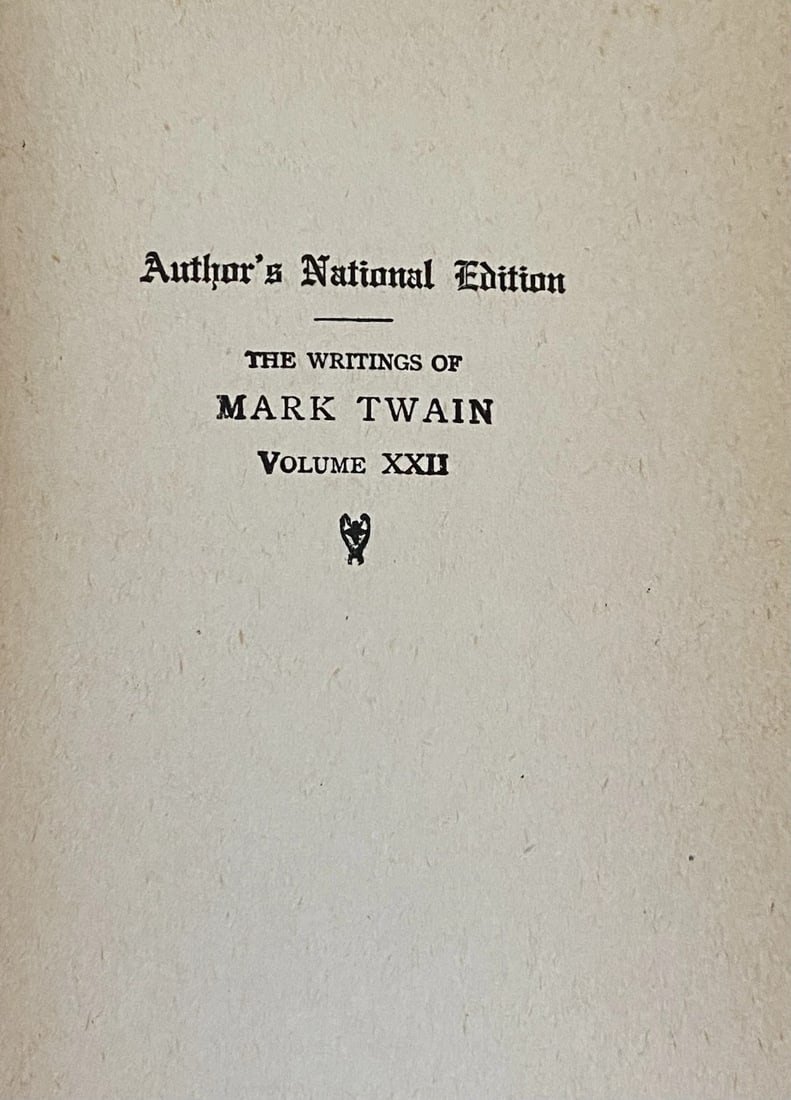 Author's National Edition
THE WRITINGS OF
MARK TWAIN
VOLUME XXII